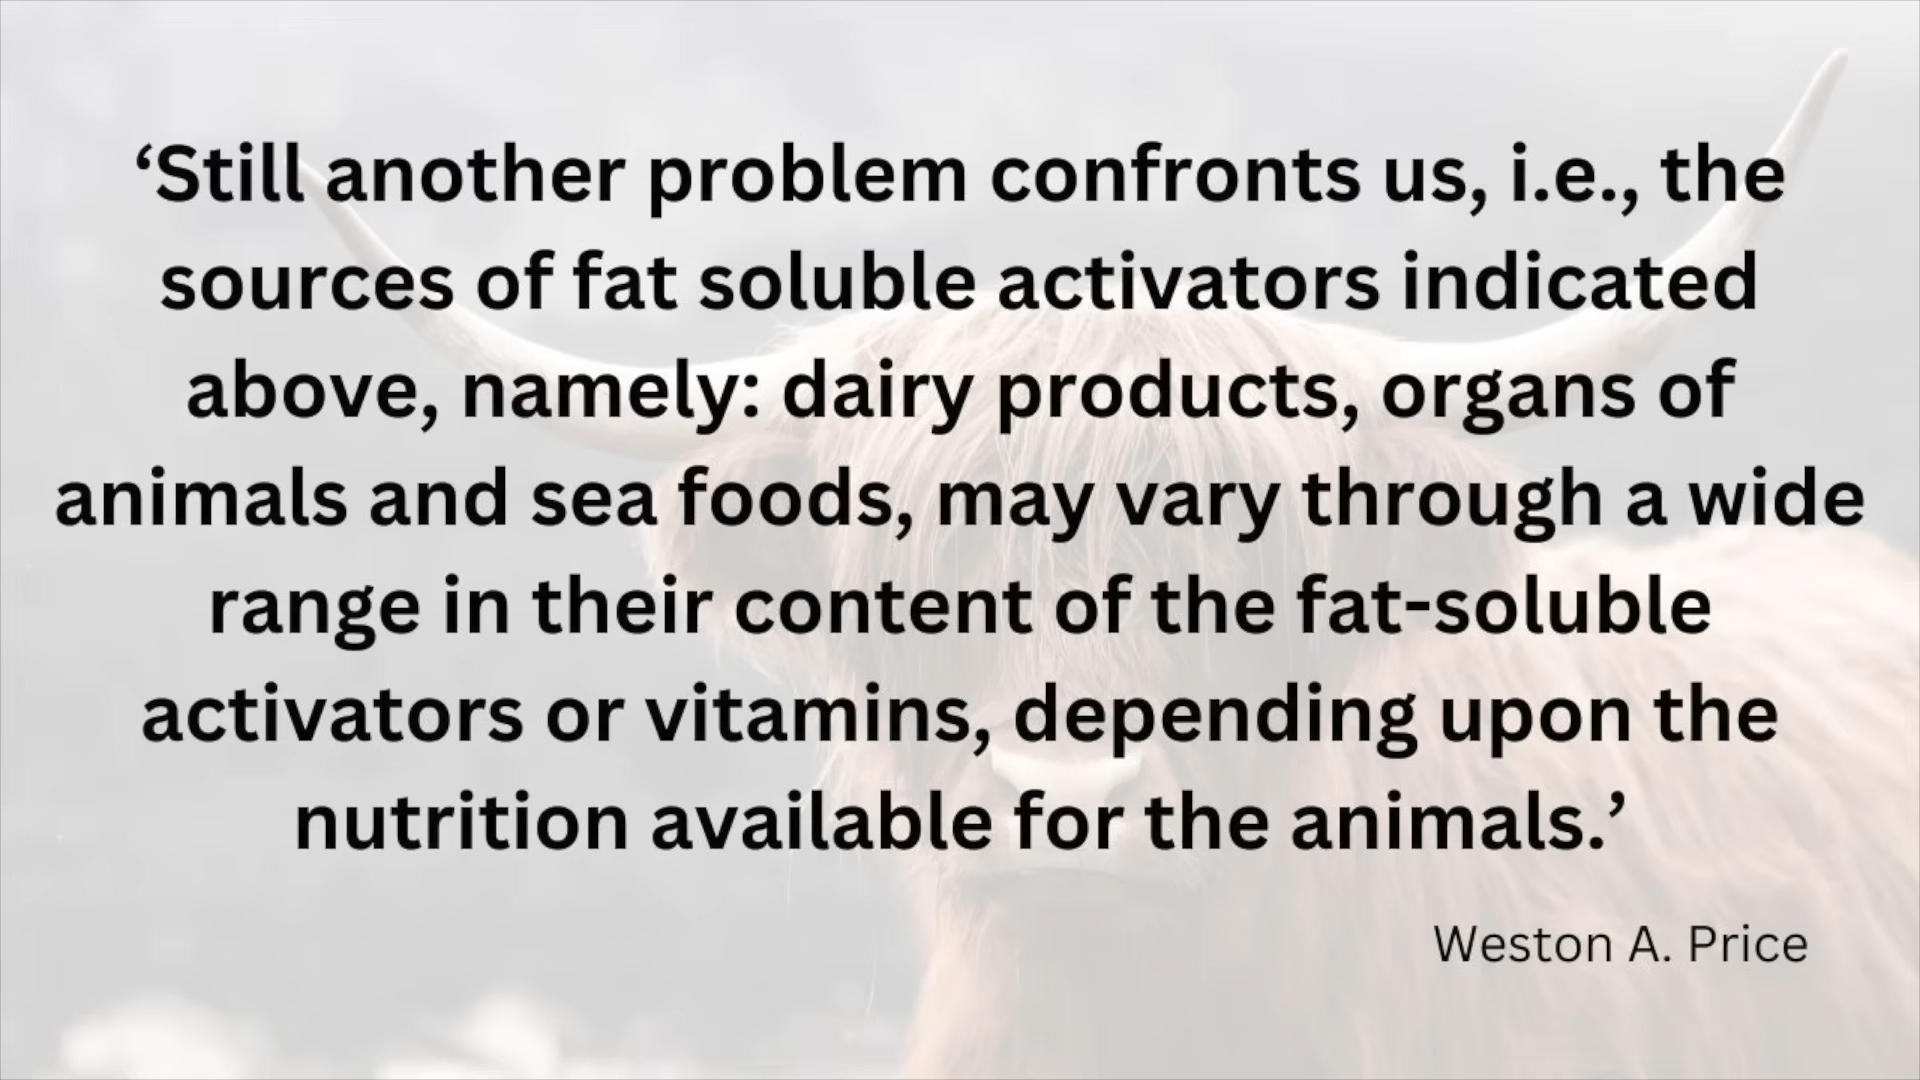 ‘Still another problem confronts us, i.e., the
sources of fat soluble activators indicated
above, namely: dairy products, organs of
animals and sea foods, may vary through a wide
range in their content of the fat-soluble
activators or vitamins, depending upon the
nutrition available for the animals.’
Weston A. Price